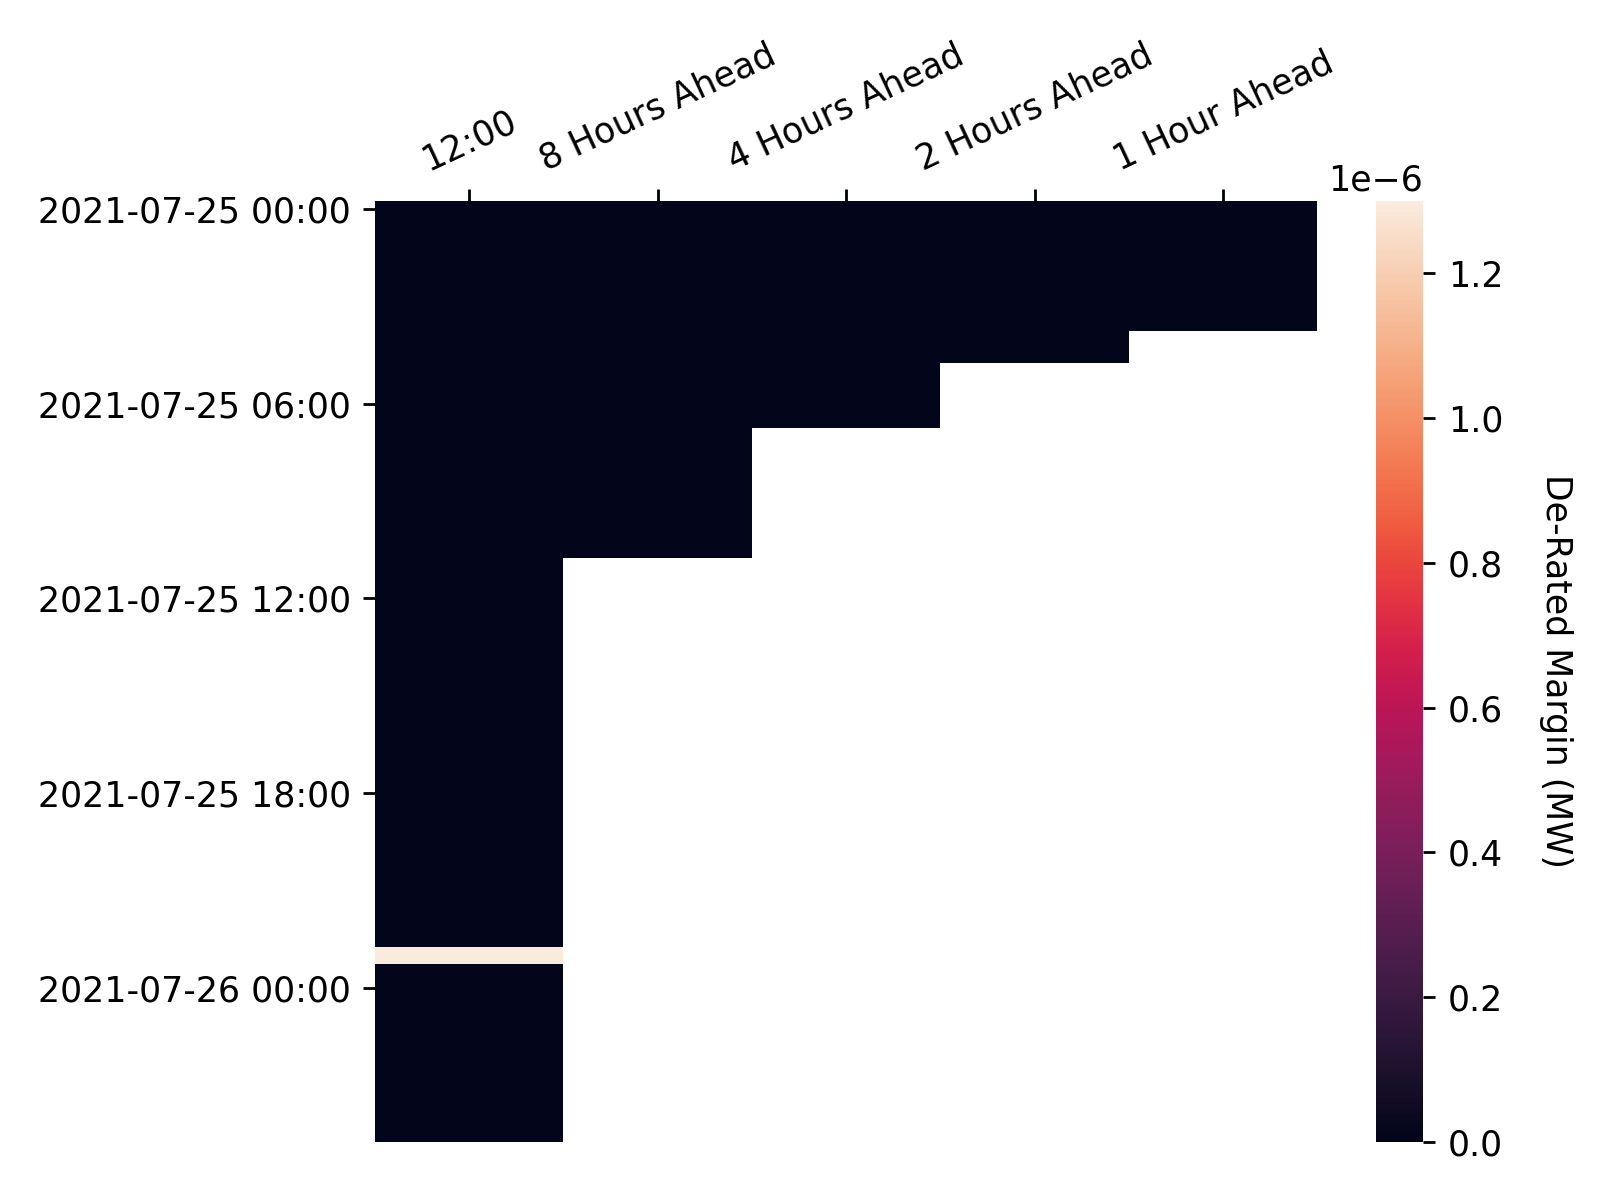 12:00
8 Hours Ahead
4 Hours Ahead
2 Hours Ahead
1 Hour Ahead
1e−6
2021-07-25 00:00
2021-07-25 06:00
2021-07-25 12:00
2021-07-25 18:00
2021-07-26 00:00
1.2
1.0
0.8
0.6
0.4
0.2
0.0
De-Rated Margin (MW)